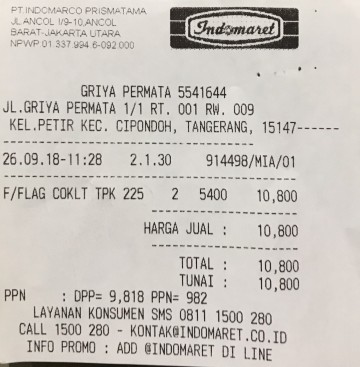 PT.INDOMARCO PRISMATAMA
JL.ANCOL I/9-10,ANCOL
BARAT-JAKARTA UTARA
NPWP.01.337.994.6-092.000
Indomaret
GRIYA PERMATA 5541644
JL.GRIYA PERMATA 1/1 RT. 001 RW. 009
KEL.PETIR KEC. CIPONDOH, TANGERANG, 15147------
26.09.18-11:28 2.1.30 914498/MIA/01
F/FLAG COKLT TPK 225 2 5400 10,800
HARGA JUAL : 10,800
TOTAL : 10,800
TUNAI : 10,800
PPN : DPP= 9,818 PPN= 982
LAYANAN KONSUMEN SMS 0811 1500 280
CALL 1500 280 - KONTAK@INDOMARET.CO.ID
INFO PROMO : ADD @INDOMARET DI LINE